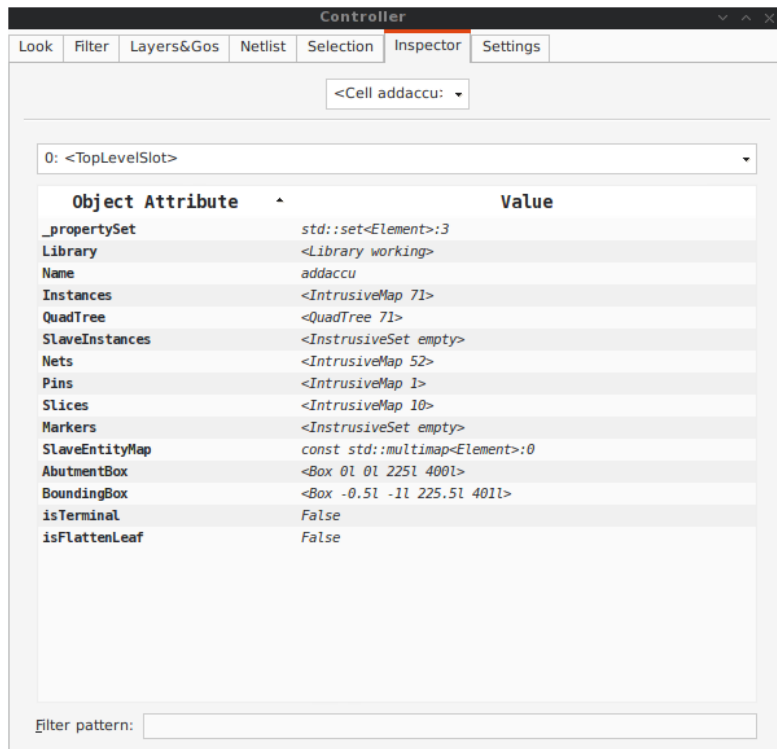 Controller
Look Filter Layers&Gos Netlist Selection Inspector Settings
<Cell addaccu:
0: <TopLevelSlot>
Object Attribute Value
_propertySet std::set<Element>:3
Library <Library working>
Name addaccu
Instances <IntrusiveMap 71>
QuadTree <QuadTree 71>
SlaveInstances <InstrusiveSet empty>
Nets <IntrusiveMap 52>
Pins <IntrusiveMap 1>
Slices <IntrusiveMap 10>
Markers <InstrusiveSet empty>
SlaveEntityMap const std::multimap<Element>:0
AbutmentBox <Box 0l 0l 225l 400l>
BoundingBox <Box -0.5l -1l 225.5l 401l>
isTerminal False
isFlattenLeaf False
Filter pattern: